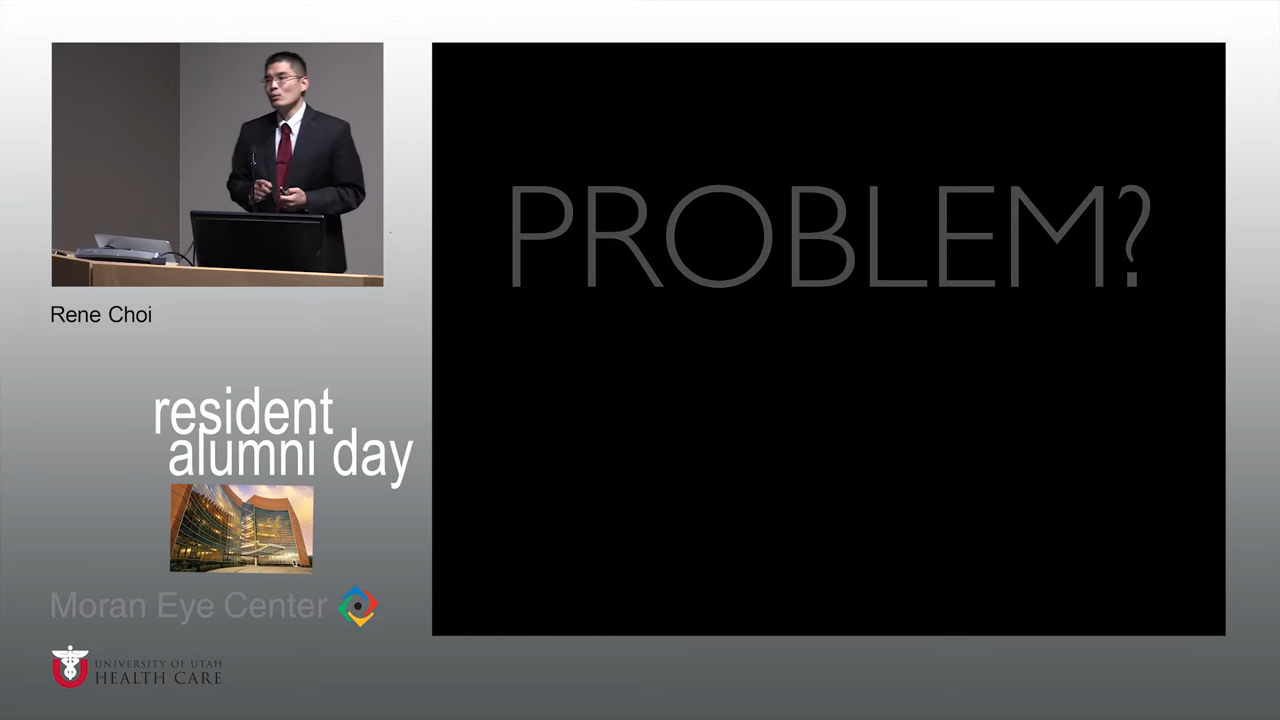 PROBLEM?
Rene Choi
resident
alumni day
Moran Eye Center
UNIVERSITY OF UTAH
HEALTH CARE